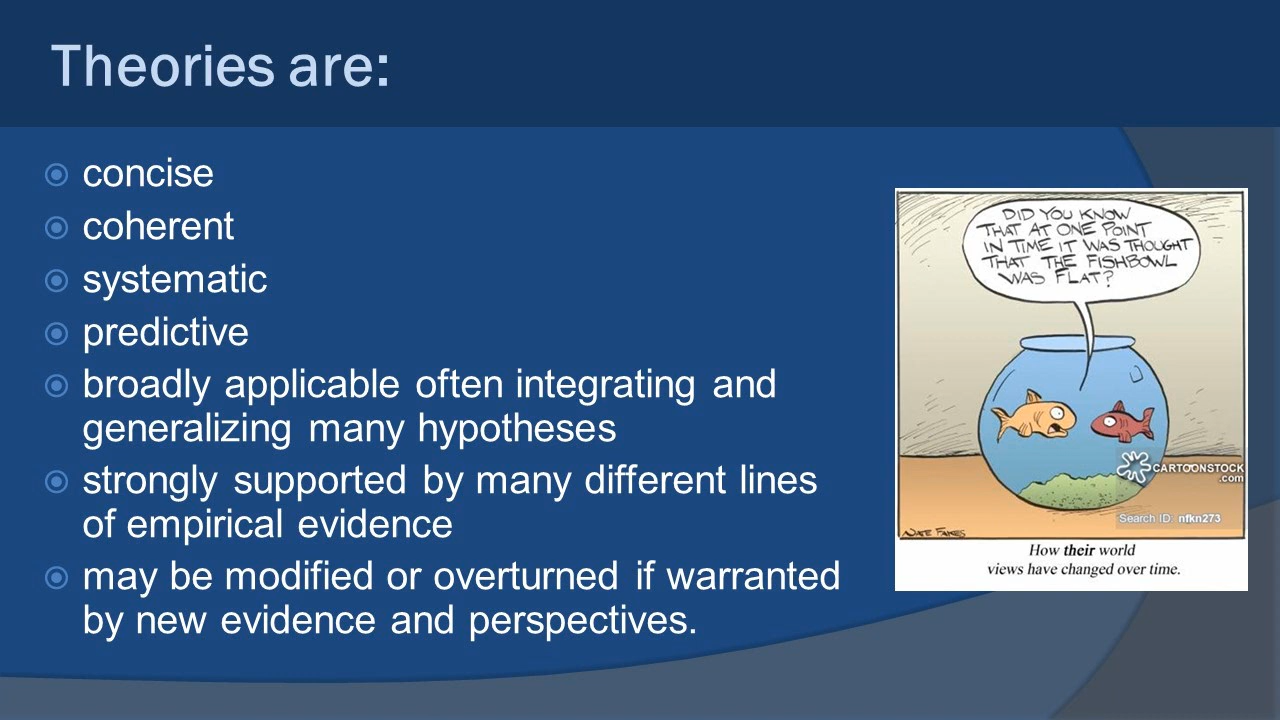 Theories are:
concise
coherent
systematic
predictive
broadly applicable often integrating and
generalizing many hypotheses
strongly supported by many different lines
of empirical evidence
may be modified or overturned if warranted
by new evidence and perspectives.
DID YOU KNOW
THAT AT ONE POINT
IN TIME IT WAS THOUGHT
THAT THE FISHBOWL
WAS FLAT?
CARTOONSTOCK
.com
Search ID: nfkn273
NATE FAKES
How their world
views have changed over time.